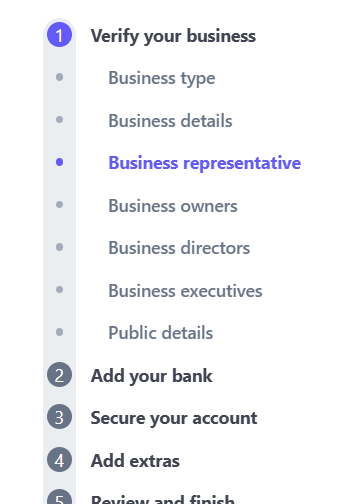 1 Verify your business
Business type
Business details
Business representative
Business owners
Business directors
Business executives
Public details
2 Add your bank
3 Secure your account
4 Add extras
5 Review and finish